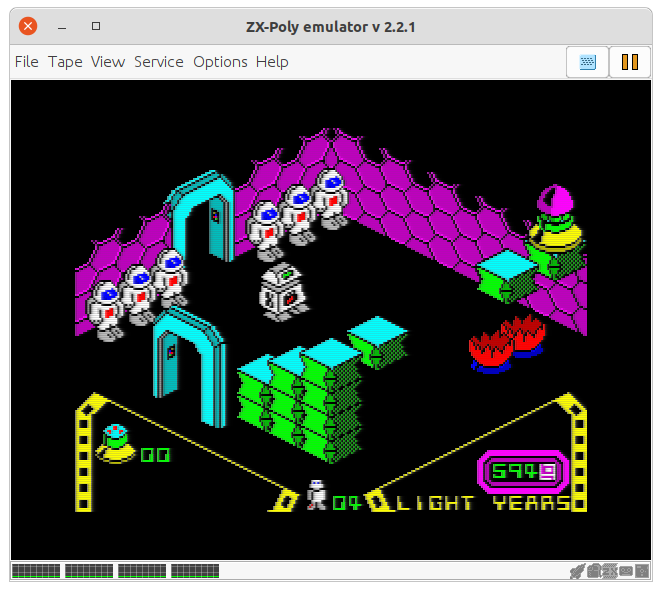 ZX-Poly emulator v 2.2.1
File Tape View Service Options Help
00
5949
04 LIGHT YEARS